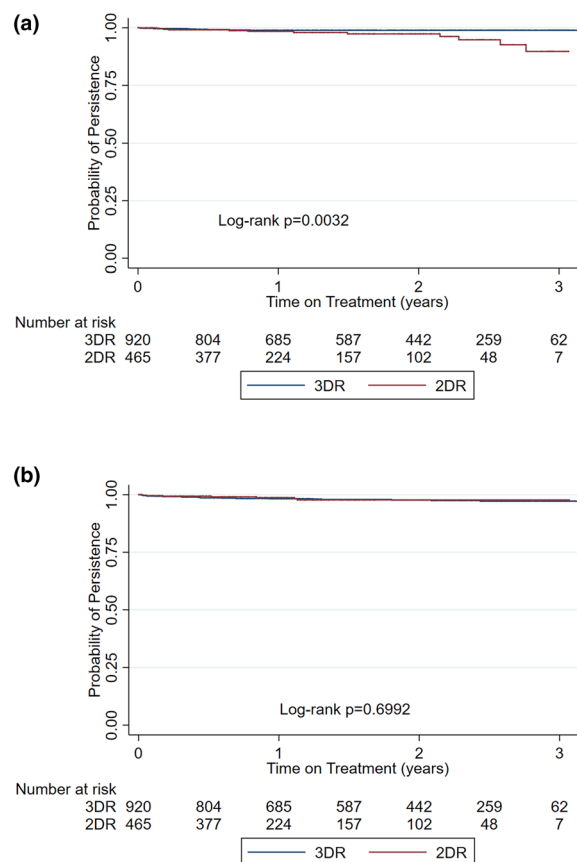 (a)
Probability of Persistence
1.00
0.75
0.50
0.25
0.00
Log-rank p=0.0032
0 1 2 3
Time on Treatment (years)
Number at risk
3DR 920 804 685 587 442 259 62
2DR 465 377 224 157 102 48 7
3DR 2DR
(b)
Probability of Persistence
1.00
0.75
0.50
0.25
0.00
Log-rank p=0.6992
0 1 2 3
Time on Treatment (years)
Number at risk
3DR 920 804 685 587 442 259 62
2DR 465 377 224 157 102 48 7
3DR 2DR